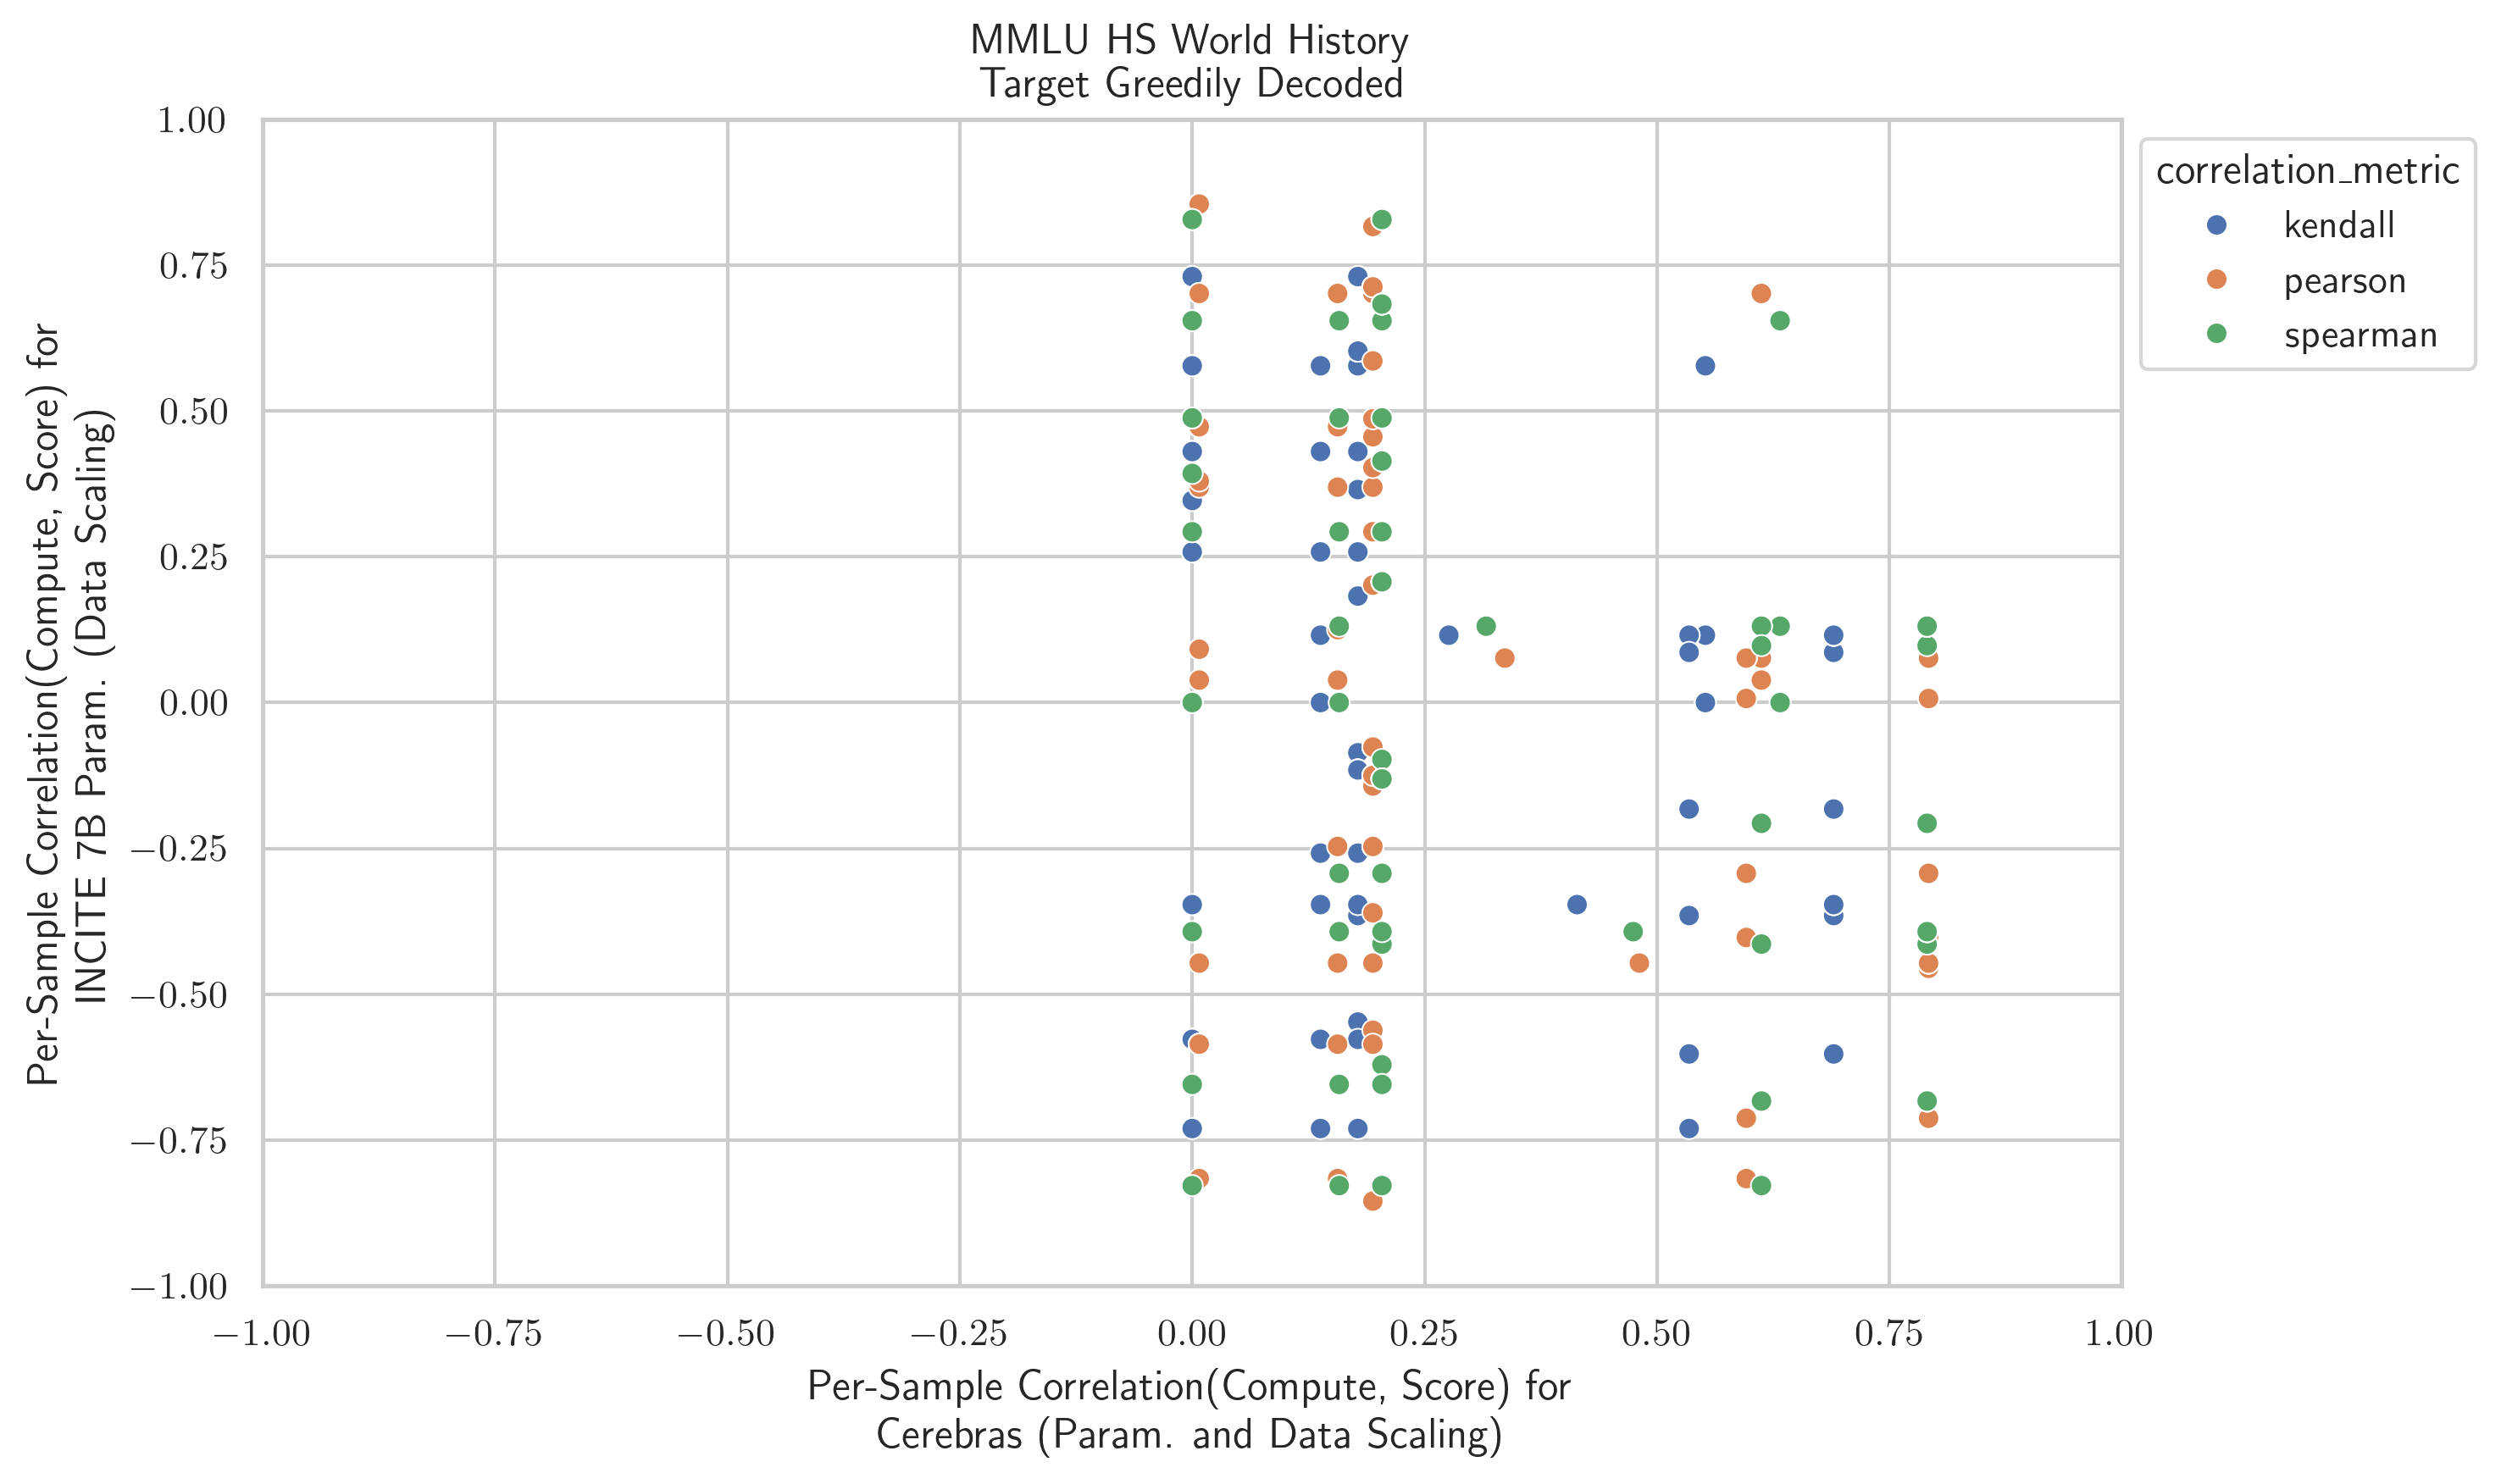 MMLU HS World History
Target Greedily Decoded
Per-Sample Correlation(Compute, Score) for
INCITE 7B Param. (Data Scaling)
1.00
0.75
0.50
0.25
0.00
−0.25
−0.50
−0.75
−1.00
−1.00 −0.75 −0.50 −0.25 0.00 0.25 0.50 0.75 1.00
Per-Sample Correlation(Compute, Score) for
Cerebras (Param. and Data Scaling)
correlation_metric
kendall
pearson
spearman